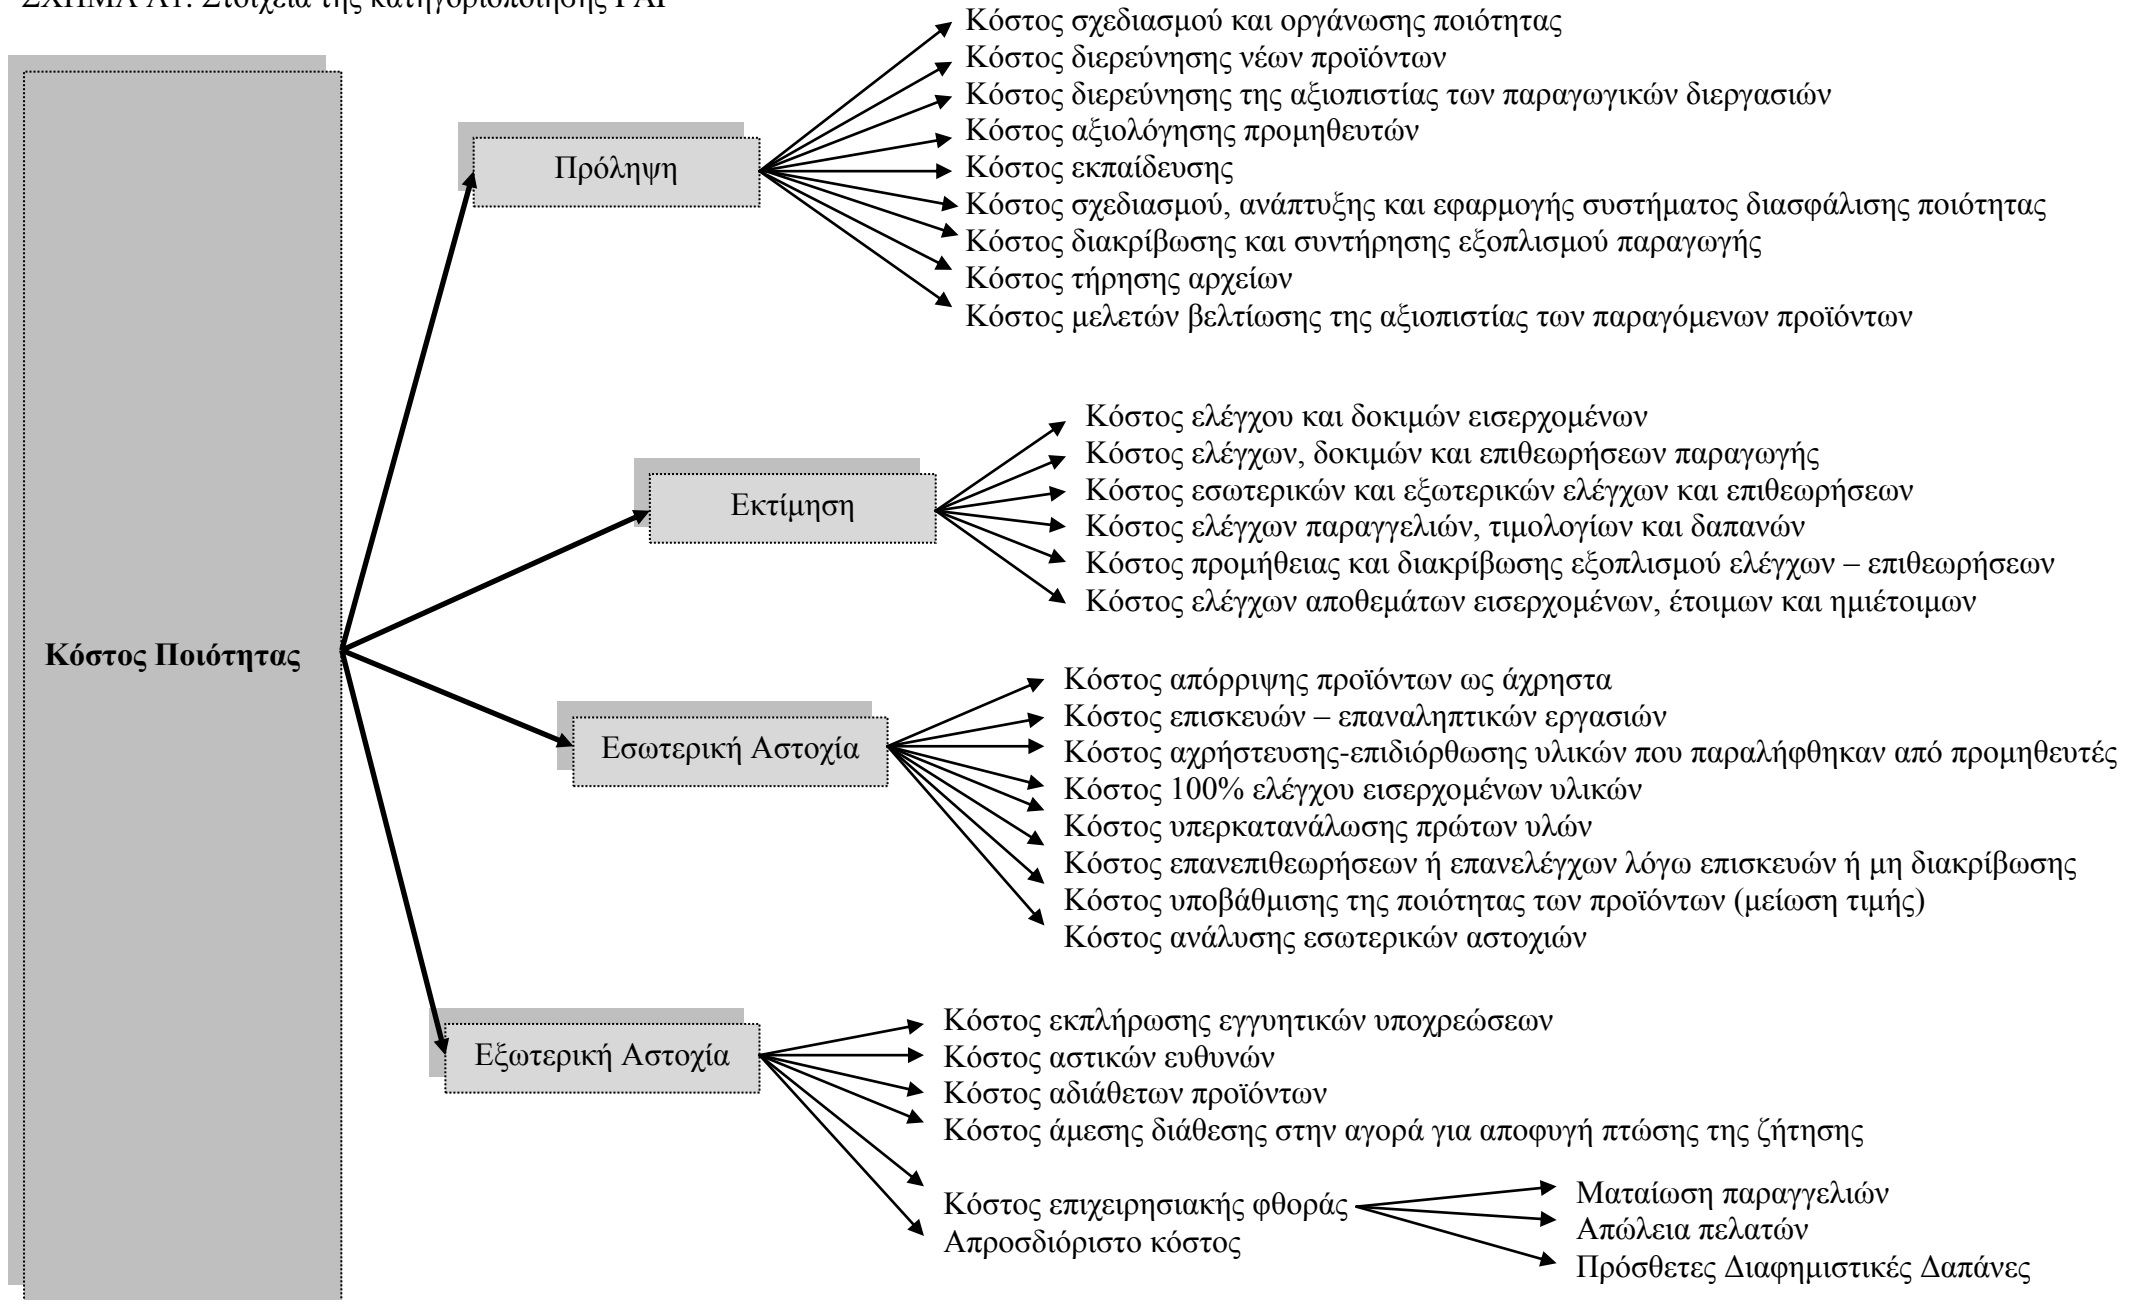 ΣΧΗΜΑ Α1: Στοιχεία της κατηγοριοποίησης PAF
Κόστος Ποιότητας
Πρόληψη
Κόστος σχεδιασμού και οργάνωσης ποιότητας
Κόστος διερεύνησης νέων προϊόντων
Κόστος διερεύνησης της αξιοπιστίας των παραγωγικών διεργασιών
Κόστος αξιολόγησης προμηθευτών
Κόστος εκπαίδευσης
Κόστος σχεδιασμού, ανάπτυξης και εφαρμογής συστήματος διασφάλισης ποιότητας
Κόστος διακρίβωσης και συντήρησης εξοπλισμού παραγωγής
Κόστος τήρησης αρχείων
Κόστος μελετών βελτίωσης της αξιοπιστίας των παραγόμενων προϊόντων
Εκτίμηση
Κόστος ελέγχου και δοκιμών εισερχομένων
Κόστος ελέγχων, δοκιμών και επιθεωρήσεων παραγωγής
Κόστος εσωτερικών και εξωτερικών ελέγχων και επιθεωρήσεων
Κόστος ελέγχων παραγγελιών, τιμολογίων και δαπανών
Κόστος προμήθειας και διακρίβωσης εξοπλισμού ελέγχων – επιθεωρήσεων
Κόστος ελέγχων αποθεμάτων εισερχομένων, έτοιμων και ημιέτοιμων
Εσωτερική Αστοχία
Κόστος απόρριψης προϊόντων ως άχρηστα
Κόστος επισκευών – επαναληπτικών εργασιών
Κόστος αχρήστευσης-επιδιόρθωσης υλικών που παραλήφθηκαν από προμηθευτές
Κόστος 100% ελέγχου εισερχομένων υλικών
Κόστος υπερκατανάλωσης πρώτων υλών
Κόστος επανεπιθεωρήσεων ή επανελέγχων λόγω επισκευών ή μη διακρίβωσης
Κόστος υποβάθμισης της ποιότητας των προϊόντων (μείωση τιμής)
Κόστος ανάλυσης εσωτερικών αστοχιών
Εξωτερική Αστοχία
Κόστος εκπλήρωσης εγγυητικών υποχρεώσεων
Κόστος αστικών ευθυνών
Κόστος αδιάθετων προϊόντων
Κόστος άμεσης διάθεσης στην αγορά για αποφυγή πτώσης της ζήτησης
Κόστος επιχειρησιακής φθοράς
Απροσδιόριστο κόστος
Ματαίωση παραγγελιών
Απώλεια πελατών
Πρόσθετες Διαφημιστικές Δαπάνες